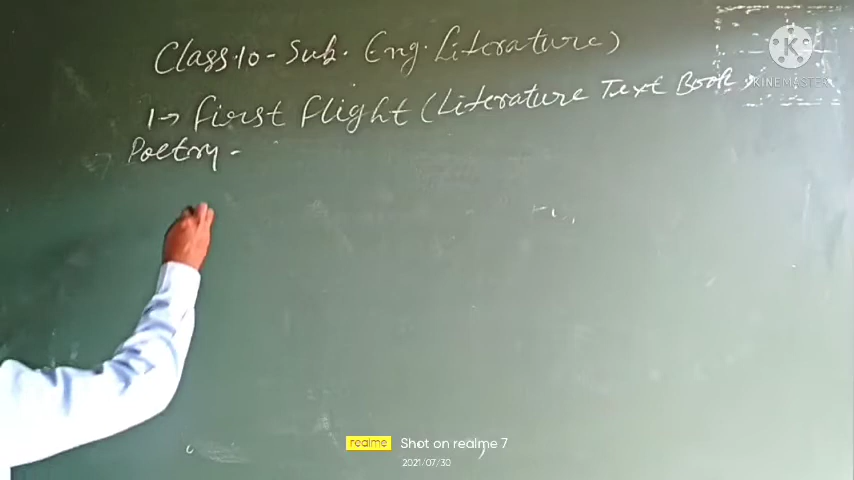 Class.10 - Sub. Eng. Literature)
1→ First flight (Literature Text Book)
Poetry -
K
KINEMASTER
realme Shot on realme 7
2021/07/30